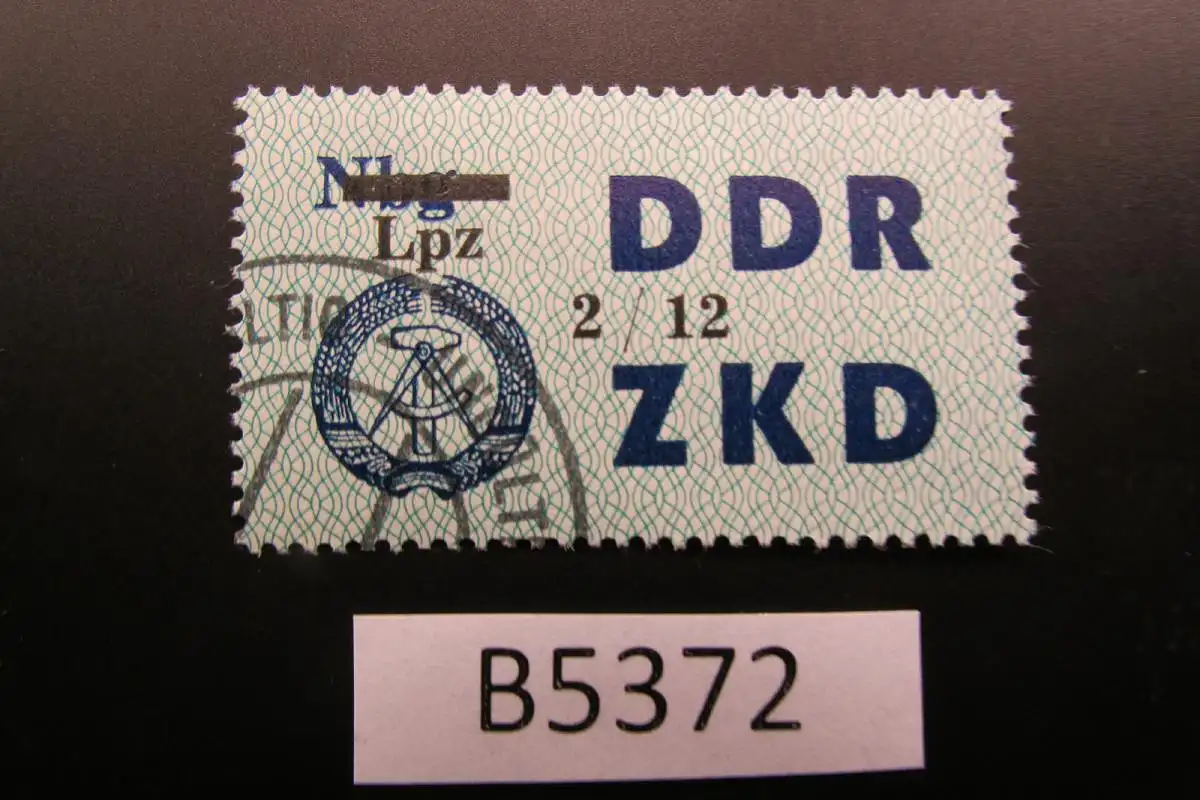 Nbg
Lpz
DDR
2 / 12
ZKD
B5372